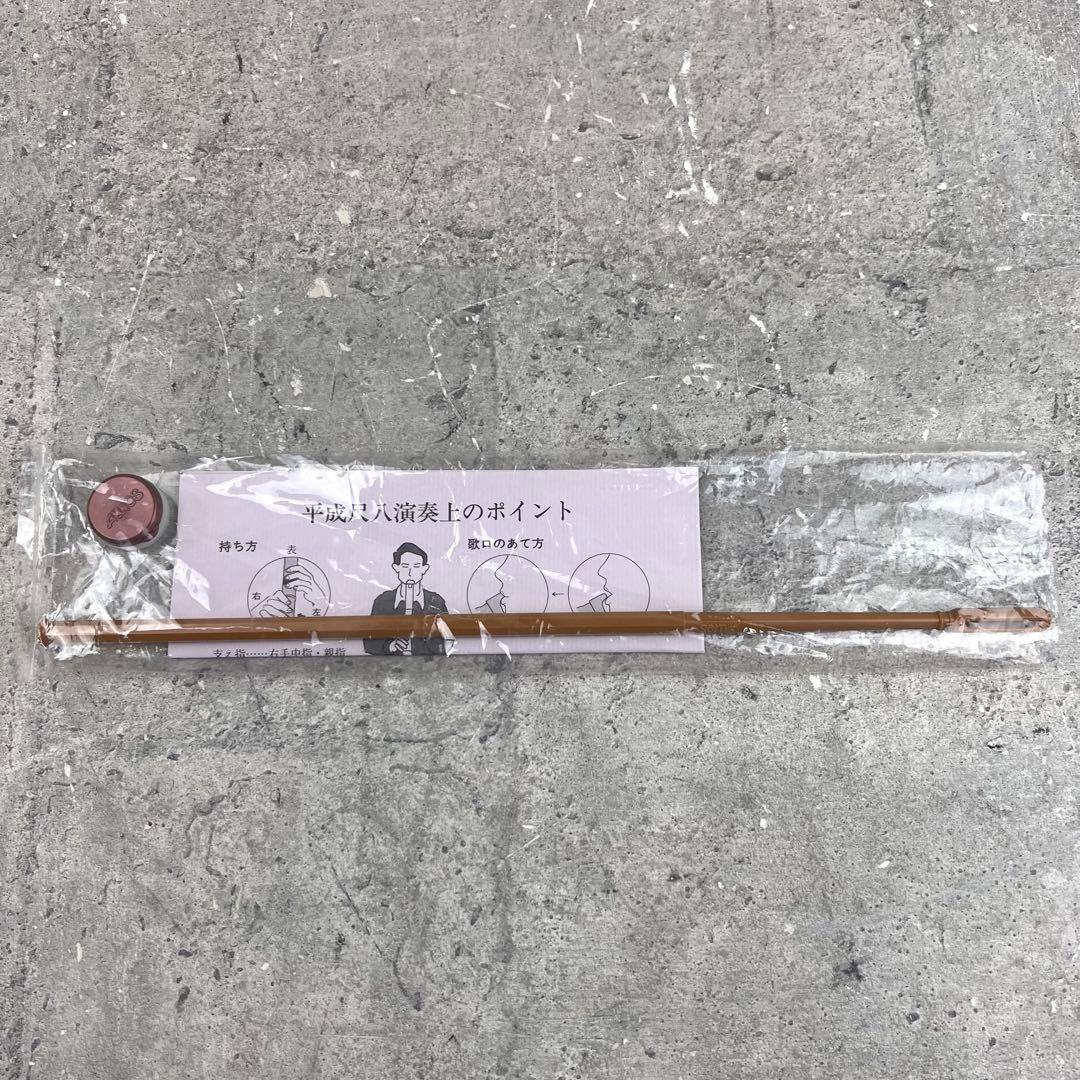 平成尺八演奏上のポイント
持ち方
歌口のあて方
表
右
左
←
支え指……右手中指・親指
AULOS